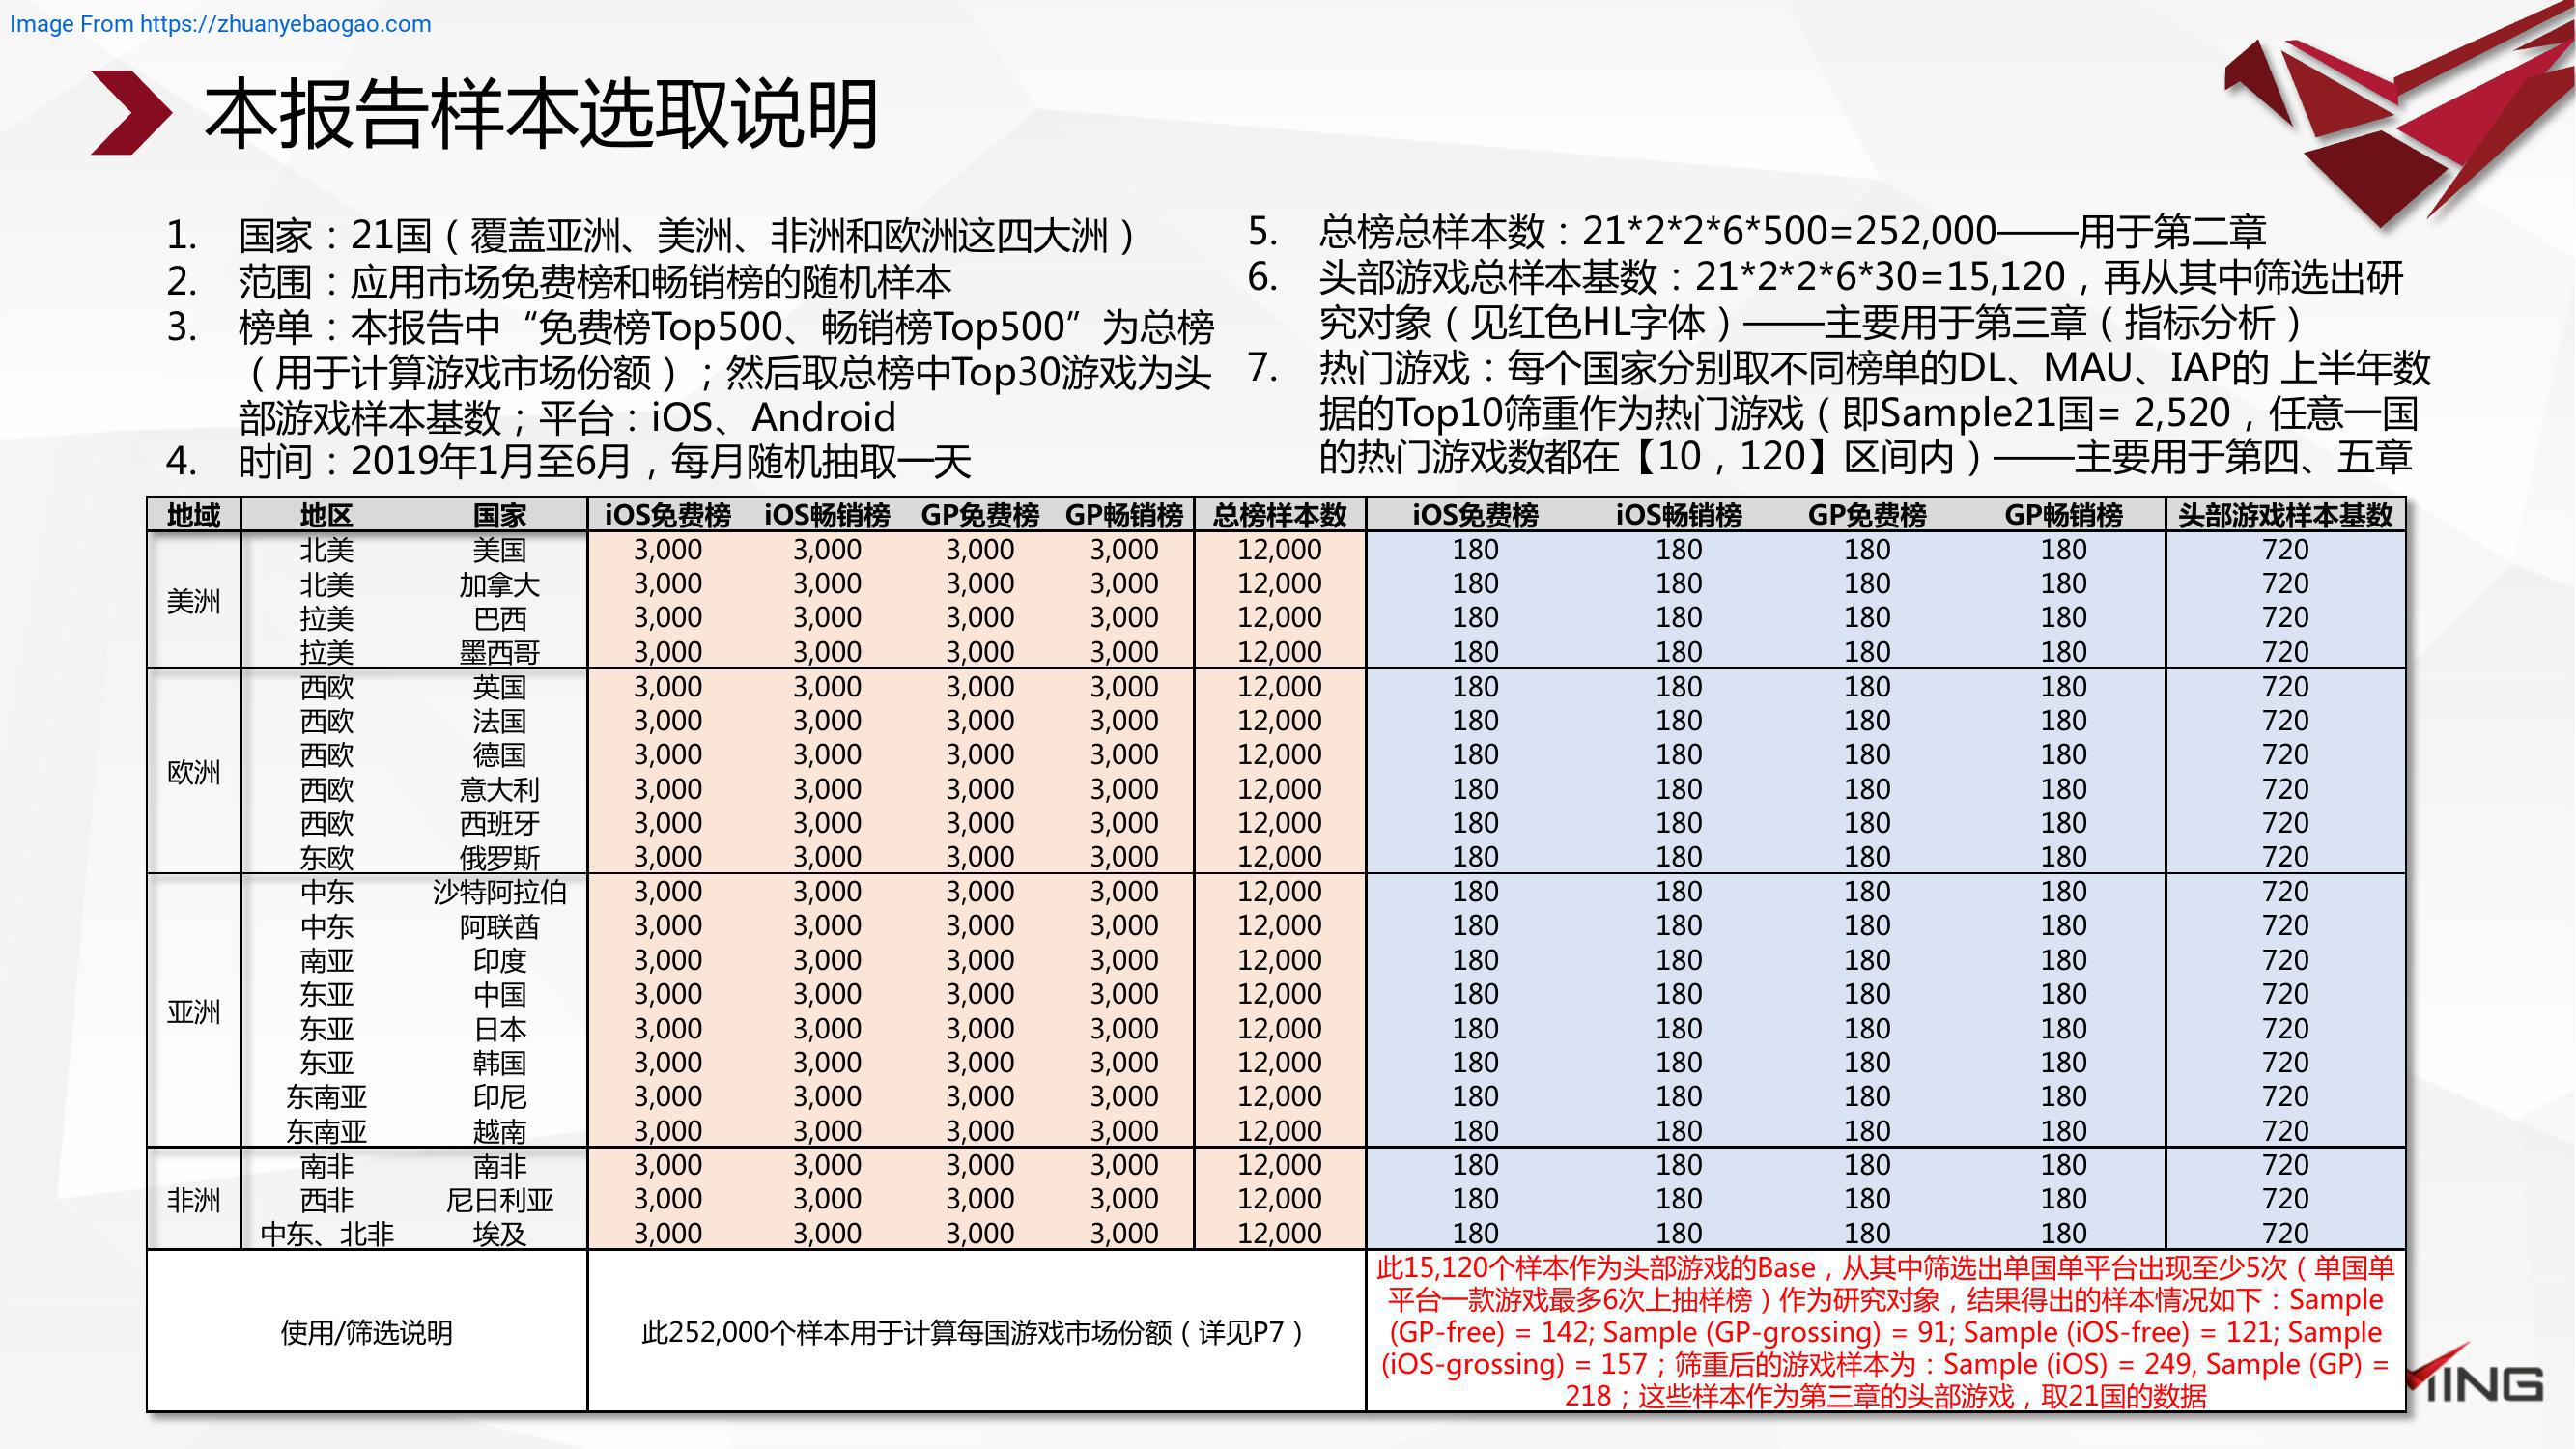 Image From https://zhuanyebaogao.com
本报告样本选取说明
1. 国家：21国（覆盖亚洲、美洲、非洲和欧洲这四大洲）
2. 范围：应用市场免费榜和畅销榜的随机样本
3. 榜单：本报告中“免费榜Top500、畅销榜Top500”为总榜
（用于计算游戏市场份额）；然后取总榜中Top30游戏为头
部游戏样本基数；平台：iOS、Android
4. 时间：2019年1月至6月，每月随机抽取一天
5. 总榜总样本数：21*2*2*6*500=252,000——用于第二章
6. 头部游戏总样本基数：21*2*2*6*30=15,120，再从其中筛选出研
究对象（见红色HL字体）——主要用于第三章（指标分析）
7. 热门游戏：每个国家分别取不同榜单的DL、MAU、IAP的 上半年数
据的Top10筛重作为热门游戏（即Sample21国= 2,520，任意一国
的热门游戏数都在【10，120】区间内）——主要用于第四、五章
地域 地区 国家 iOS免费榜 iOS畅销榜 GP免费榜 GP畅销榜 总榜样本数 iOS免费榜 iOS畅销榜 GP免费榜 GP畅销榜 头部游戏样本基数
美洲
北美 美国 3,000 3,000 3,000 3,000 12,000 180 180 180 180 720
北美 加拿大 3,000 3,000 3,000 3,000 12,000 180 180 180 180 720
拉美 巴西 3,000 3,000 3,000 3,000 12,000 180 180 180 180 720
拉美 墨西哥 3,000 3,000 3,000 3,000 12,000 180 180 180 180 720
欧洲
西欧 英国 3,000 3,000 3,000 3,000 12,000 180 180 180 180 720
西欧 法国 3,000 3,000 3,000 3,000 12,000 180 180 180 180 720
西欧 德国 3,000 3,000 3,000 3,000 12,000 180 180 180 180 720
西欧 意大利 3,000 3,000 3,000 3,000 12,000 180 180 180 180 720
西欧 西班牙 3,000 3,000 3,000 3,000 12,000 180 180 180 180 720
东欧 俄罗斯 3,000 3,000 3,000 3,000 12,000 180 180 180 180 720
亚洲
中东 沙特阿拉伯 3,000 3,000 3,000 3,000 12,000 180 180 180 180 720
中东 阿联酋 3,000 3,000 3,000 3,000 12,000 180 180 180 180 720
南亚 印度 3,000 3,000 3,000 3,000 12,000 180 180 180 180 720
东亚 中国 3,000 3,000 3,000 3,000 12,000 180 180 180 180 720
东亚 日本 3,000 3,000 3,000 3,000 12,000 180 180 180 180 720
东亚 韩国 3,000 3,000 3,000 3,000 12,000 180 180 180 180 720
东南亚 印尼 3,000 3,000 3,000 3,000 12,000 180 180 180 180 720
东南亚 越南 3,000 3,000 3,000 3,000 12,000 180 180 180 180 720
非洲
南非 南非 3,000 3,000 3,000 3,000 12,000 180 180 180 180 720
西非 尼日利亚 3,000 3,000 3,000 3,000 12,000 180 180 180 180 720
中东、北非 埃及 3,000 3,000 3,000 3,000 12,000 180 180 180 180 720
使用/筛选说明
此252,000个样本用于计算每国游戏市场份额（详见P7）
此15,120个样本作为头部游戏的Base，从其中筛选出单国单平台出现至少5次（单国单
平台一款游戏最多6次上抽样榜）作为研究对象，结果得出的样本情况如下：Sample
(GP-free) = 142; Sample (GP-grossing) = 91; Sample (iOS-free) = 121; Sample
(iOS-grossing) = 157；筛重后的游戏样本为：Sample (iOS) = 249, Sample (GP) =
218；这些样本作为第三章的头部游戏，取21国的数据